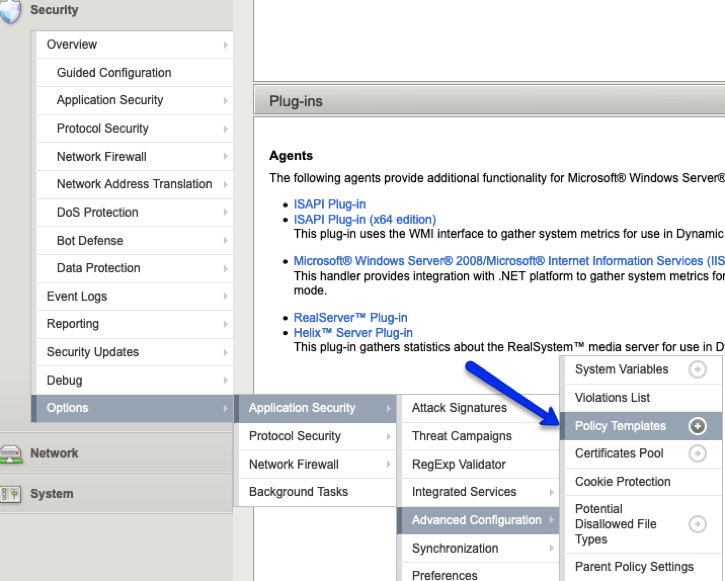 Security
Overview
Guided Configuration
Application Security
Protocol Security
Network Firewall
Network Address Translation
DoS Protection
Bot Defense
Data Protection
Event Logs
Reporting
Security Updates
Debug
Options
Network
System
Plug-ins
Agents
The following agents provide additional functionality for Microsoft® Windows Server®
• ISAPI Plug-in
• ISAPI Plug-in (x64 edition)
This plug-in uses the WMI interface to gather system metrics for use in Dynamic
• Microsoft® Windows Server® 2008/Microsoft® Internet Information Services (IIS
This handler provides integration with .NET platform to gather system metrics for
mode.
• RealServer™ Plug-in
• Helix™ Server Plug-in
This plug-in gathers statistics about the RealSystem™ media server for use in D
Application Security
Protocol Security
Network Firewall
Background Tasks
Attack Signatures
Threat Campaigns
RegExp Validator
Integrated Services
Advanced Configuration
Synchronization
Preferences
System Variables
Violations List
Policy Templates
Certificates Pool
Cookie Protection
Potential
Disallowed File
Types
Parent Policy Settings